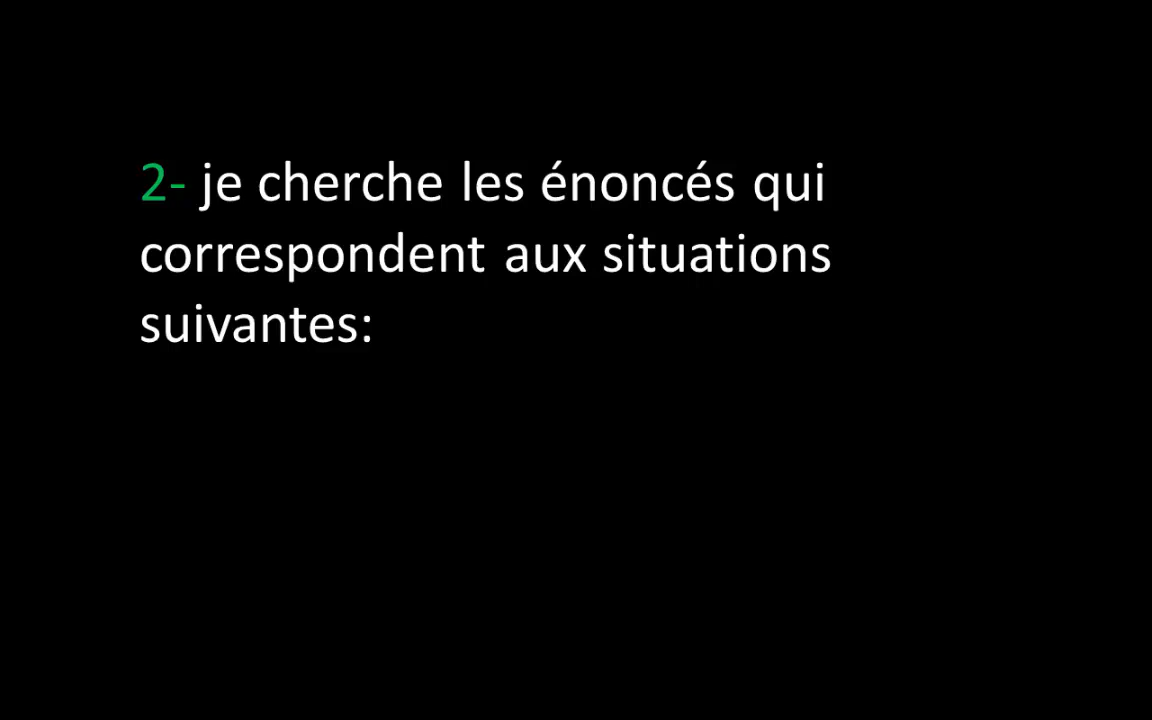 2- je cherche les énoncés qui
correspondent aux situations
suivantes: